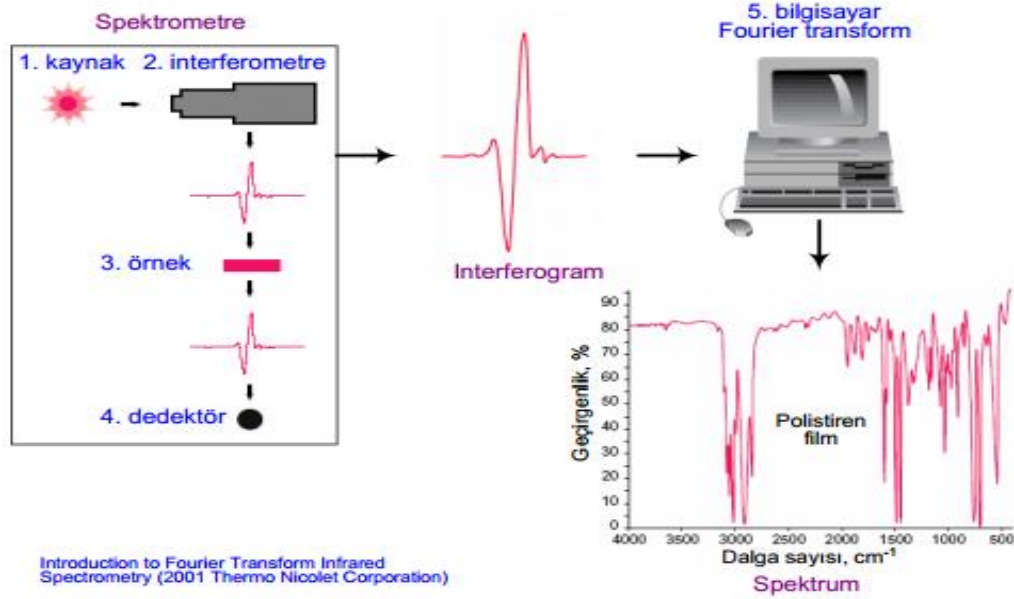 Spektrometre
1. kaynak
2. interferometre
3. örnek
4. dedektör
Interferogram
5. bilgisayar
Fourier transform
Geçirgenlik, %
90
80
70
60
50
40
30
20
10
0
Polistiren
film
4000 3500 3000 2500 2000 1500 1000 500
Dalga sayısı, cm⁻¹
Spektrum
Introduction to Fourier Transform Infrared
Spectrometry (2001 Thermo Nicolet Corporation)